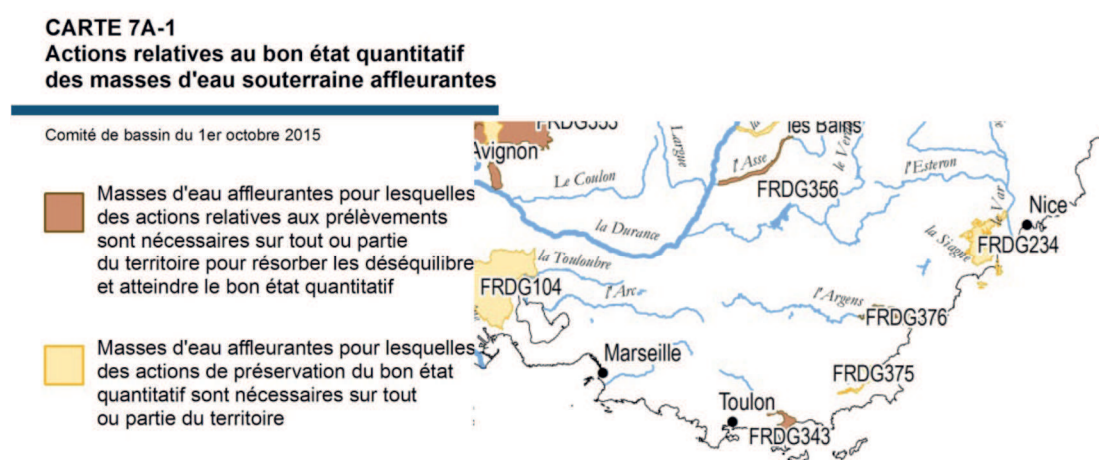 CARTE 7A-1
Actions relatives au bon état quantitatif
des masses d'eau souterraine affleurantes
Comité de bassin du 1er octobre 2015
Masses d'eau affleurantes pour lesquelles
des actions relatives aux prélèvements
sont nécessaires sur tout ou partie
du territoire pour résorber les déséquilibre
et atteindre le bon état quantitatif
Masses d'eau affleurantes pour lesquelles
des actions de préservation du bon état
quantitatif sont nécessaires sur tout
ou partie du territoire
les Bains
Avignon
Largue
l'Asse
l'Esteron
Le Coulon
FRDG356
le Var
Nice
la Durance
la Siagne
FRDG234
la Touloubre
FRDG104
l'Arc
l'Argens
FRDG376
Marseille
FRDG375
Toulon
FRDG343